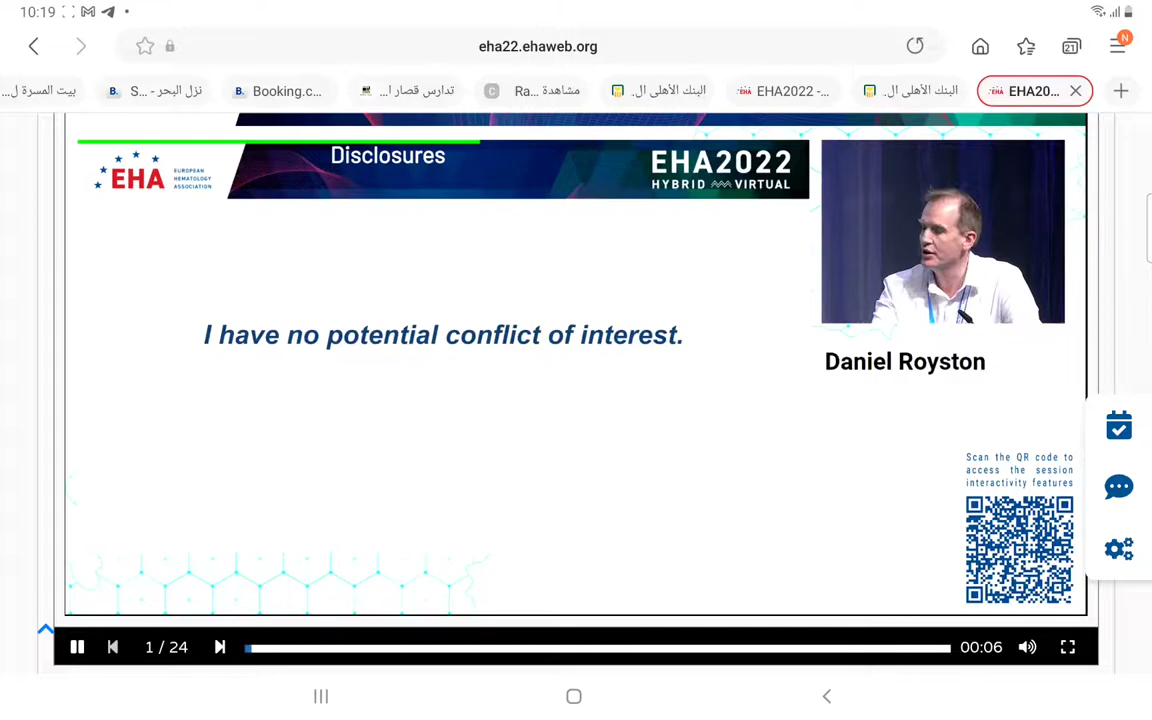 10:19
eha22.ehaweb.org
21
N
بيت المسرة ل...
نزل البحر - S...
Booking.c...
تدارس قصار ا...
مشاهدة Ra...
البنك الأهلي ال...
EHA2022 -...
البنك الأهلي ال...
EHA20...
EHA
EUROPEAN
HEMATOLOGY
ASSOCIATION
Disclosures
EHA2022
HYBRID VIRTUAL
I have no potential conflict of interest.
Daniel Royston
Scan the QR code to
access the session
interactivity features
1 / 24
00:06